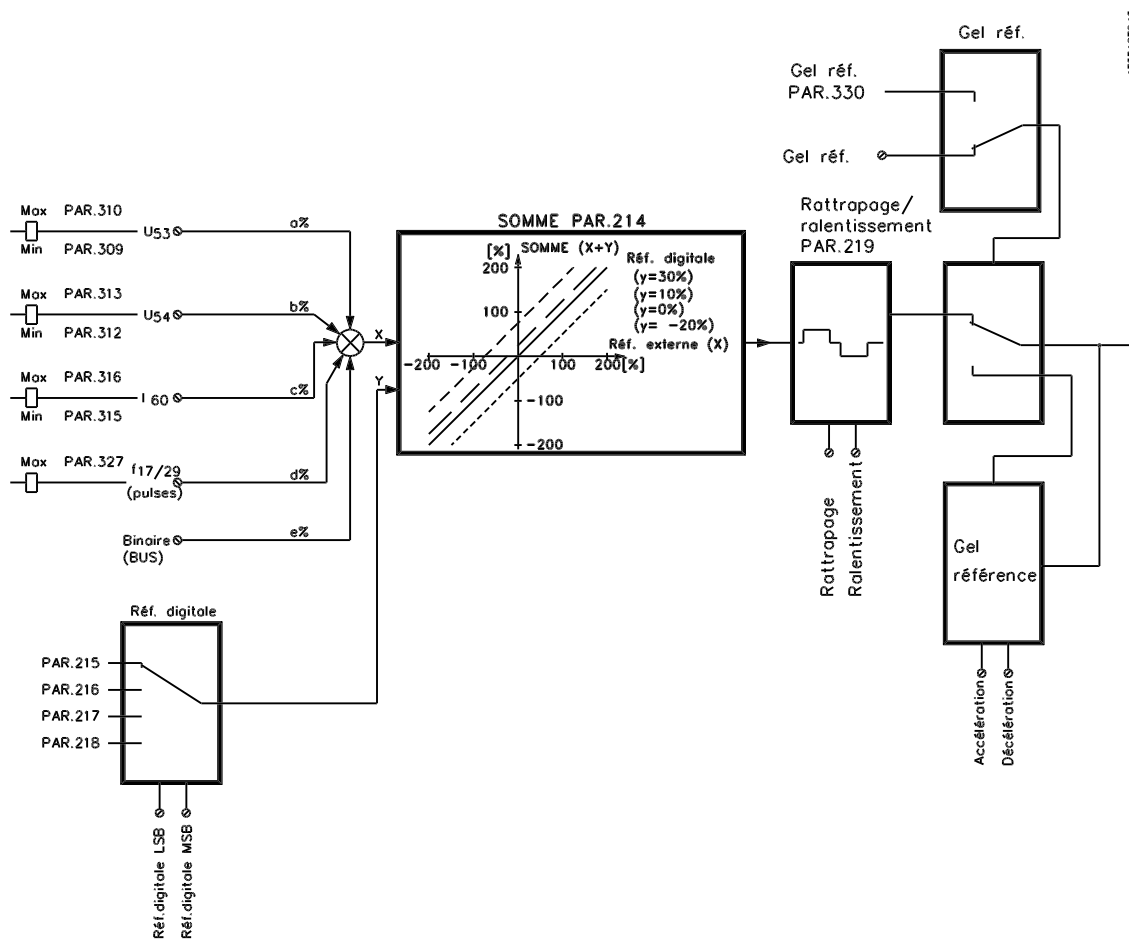 Gel réf.
Gel réf.
PAR.330
Gel réf.
Max PAR.310
U53
a%
Min PAR.309
Max PAR.313
U54
b%
Min PAR.312
Max PAR.316
I 60
c%
Min PAR.315
Max PAR.327
f17/29
(pulses)
d%
Binaire
(BUS)
e%
X
Y
SOMME PAR.214
[%] SOMME (X+Y)
200
100
-200 -100 100 200[%]
-100
-200
Réf. digitale
(y=30%)
(y=10%)
(y=0%)
(y= -20%)
Réf. externe (X)
Rattrapage/
ralentissement
PAR.219
Rattrapage
Ralentissement
Gel
référence
Accélération
Décélération
Réf. digitale
PAR.215
PAR.216
PAR.217
PAR.218
Réf.digitale LSB
Réf.digitale MSB